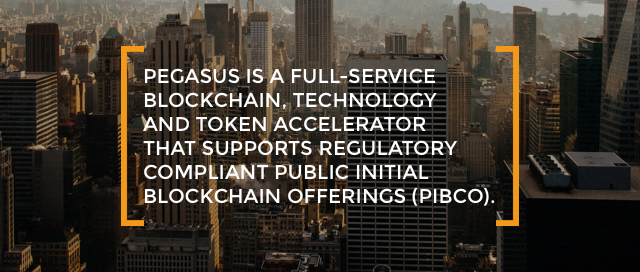 PEGASUS IS A FULL-SERVICE
BLOCKCHAIN, TECHNOLOGY
AND TOKEN ACCELERATOR
THAT SUPPORTS REGULATORY
COMPLIANT PUBLIC INITIAL
BLOCKCHAIN OFFERINGS (PIBCO).